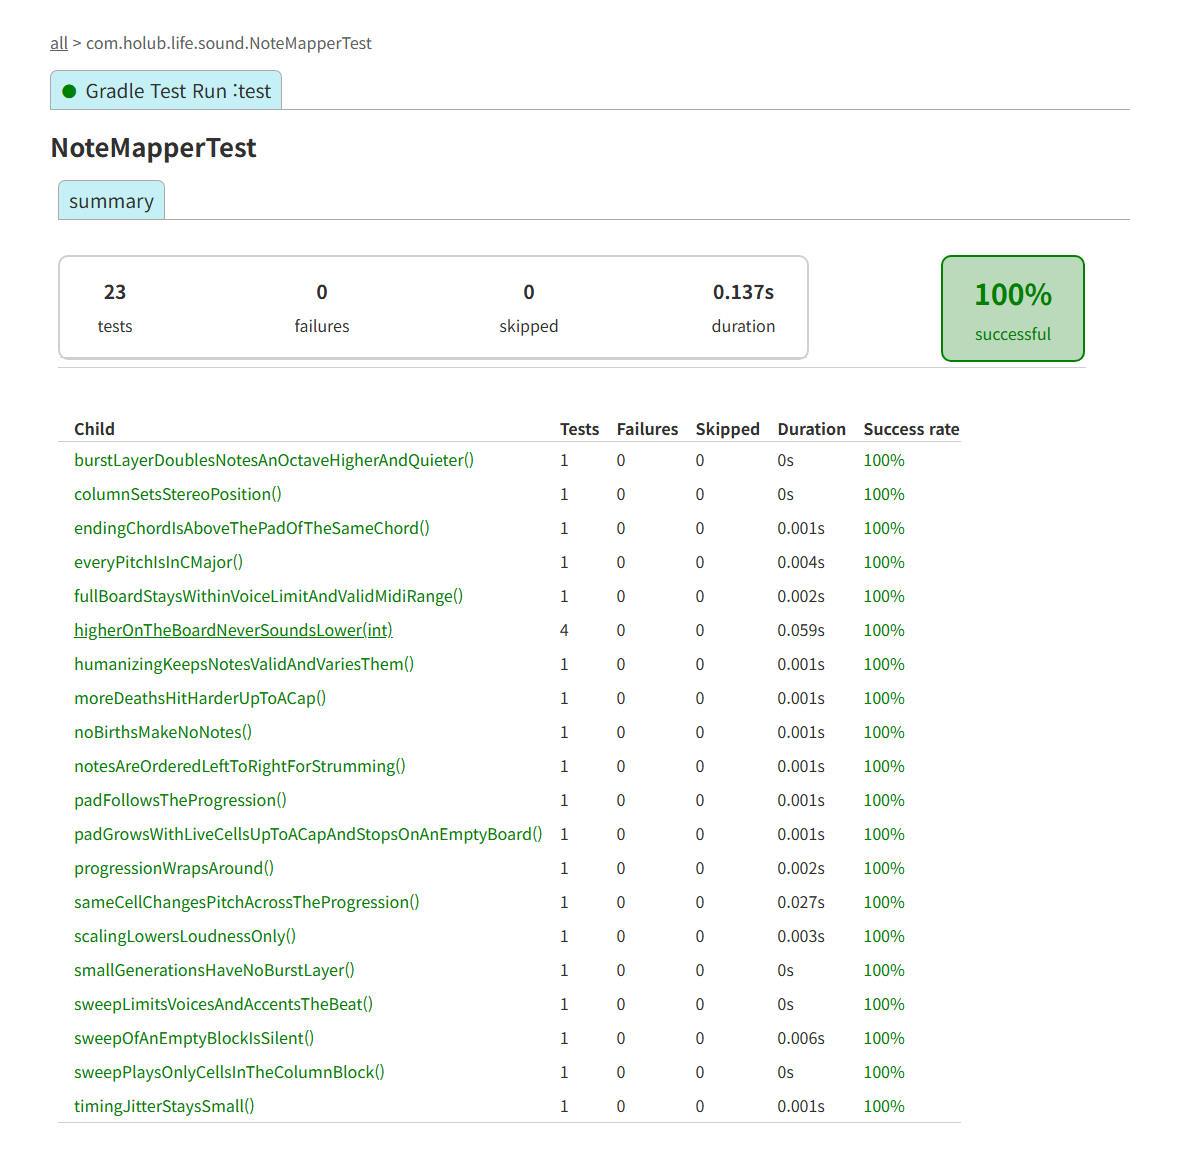 all > com.holub.life.sound.NoteMapperTest
Gradle Test Run :test
NoteMapperTest
summary
23 0 0 0.137s
tests failures skipped duration
100%
successful
Child Tests Failures Skipped Duration Success rate
burstLayerDoublesNotesAnOctaveHigherAndQuieter() 1 0 0 0s 100%
columnSetsStereoPosition() 1 0 0 0s 100%
endingChordIsAboveThePadOfTheSameChord() 1 0 0 0.001s 100%
everyPitchIsInCMajor() 1 0 0 0.004s 100%
fullBoardStaysWithinVoiceLimitAndValidMidiRange() 1 0 0 0.002s 100%
higherOnTheBoardNeverSoundsLower(int) 4 0 0 0.059s 100%
humanizingKeepsNotesValidAndVariesThem() 1 0 0 0.001s 100%
moreDeathsHitHarderUpToACap() 1 0 0 0.001s 100%
noBirthsMakeNoNotes() 1 0 0 0.001s 100%
notesAreOrderedLeftToRightForStrumming() 1 0 0 0.001s 100%
padFollowsTheProgression() 1 0 0 0.001s 100%
padGrowsWithLiveCellsUpToACapAndStopsOnAnEmptyBoard() 1 0 0 0.001s 100%
progressionWrapsAround() 1 0 0 0.002s 100%
sameCellChangesPitchAcrossTheProgression() 1 0 0 0.027s 100%
scalingLowersLoudnessOnly() 1 0 0 0.003s 100%
smallGenerationsHaveNoBurstLayer() 1 0 0 0s 100%
sweepLimitsVoicesAndAccentsTheBeat() 1 0 0 0s 100%
sweepOfAnEmptyBlockIsSilent() 1 0 0 0.006s 100%
sweepPlaysOnlyCellsInTheColumnBlock() 1 0 0 0s 100%
timingJitterStaysSmall() 1 0 0 0.001s 100%